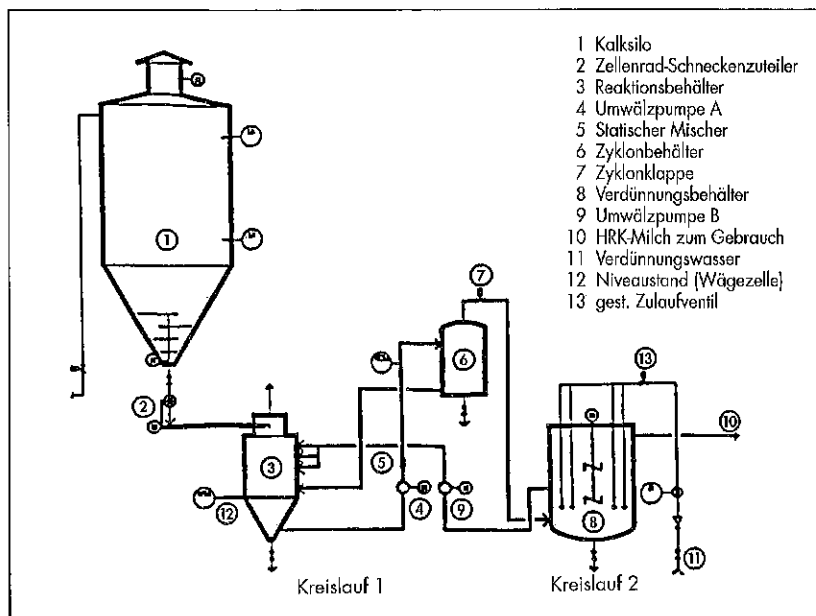 1 Kalksilo
2 Zellenrad-Schneckenzuteiler
3 Reaktionsbehälter
4 Umwälzpumpe A
5 Statischer Mischer
6 Zyklonbehälter
7 Zyklonklappe
8 Verdünnungsbehälter
9 Umwälzpumpe B
10 HRK-Milch zum Gebrauch
11 Verdünnungswasser
12 Niveaustand (Wägezelle)
13 gest. Zulaufventil
1
7
6
13
2
10
3
5
12
4
9
8
11
Kreislauf 1
Kreislauf 2